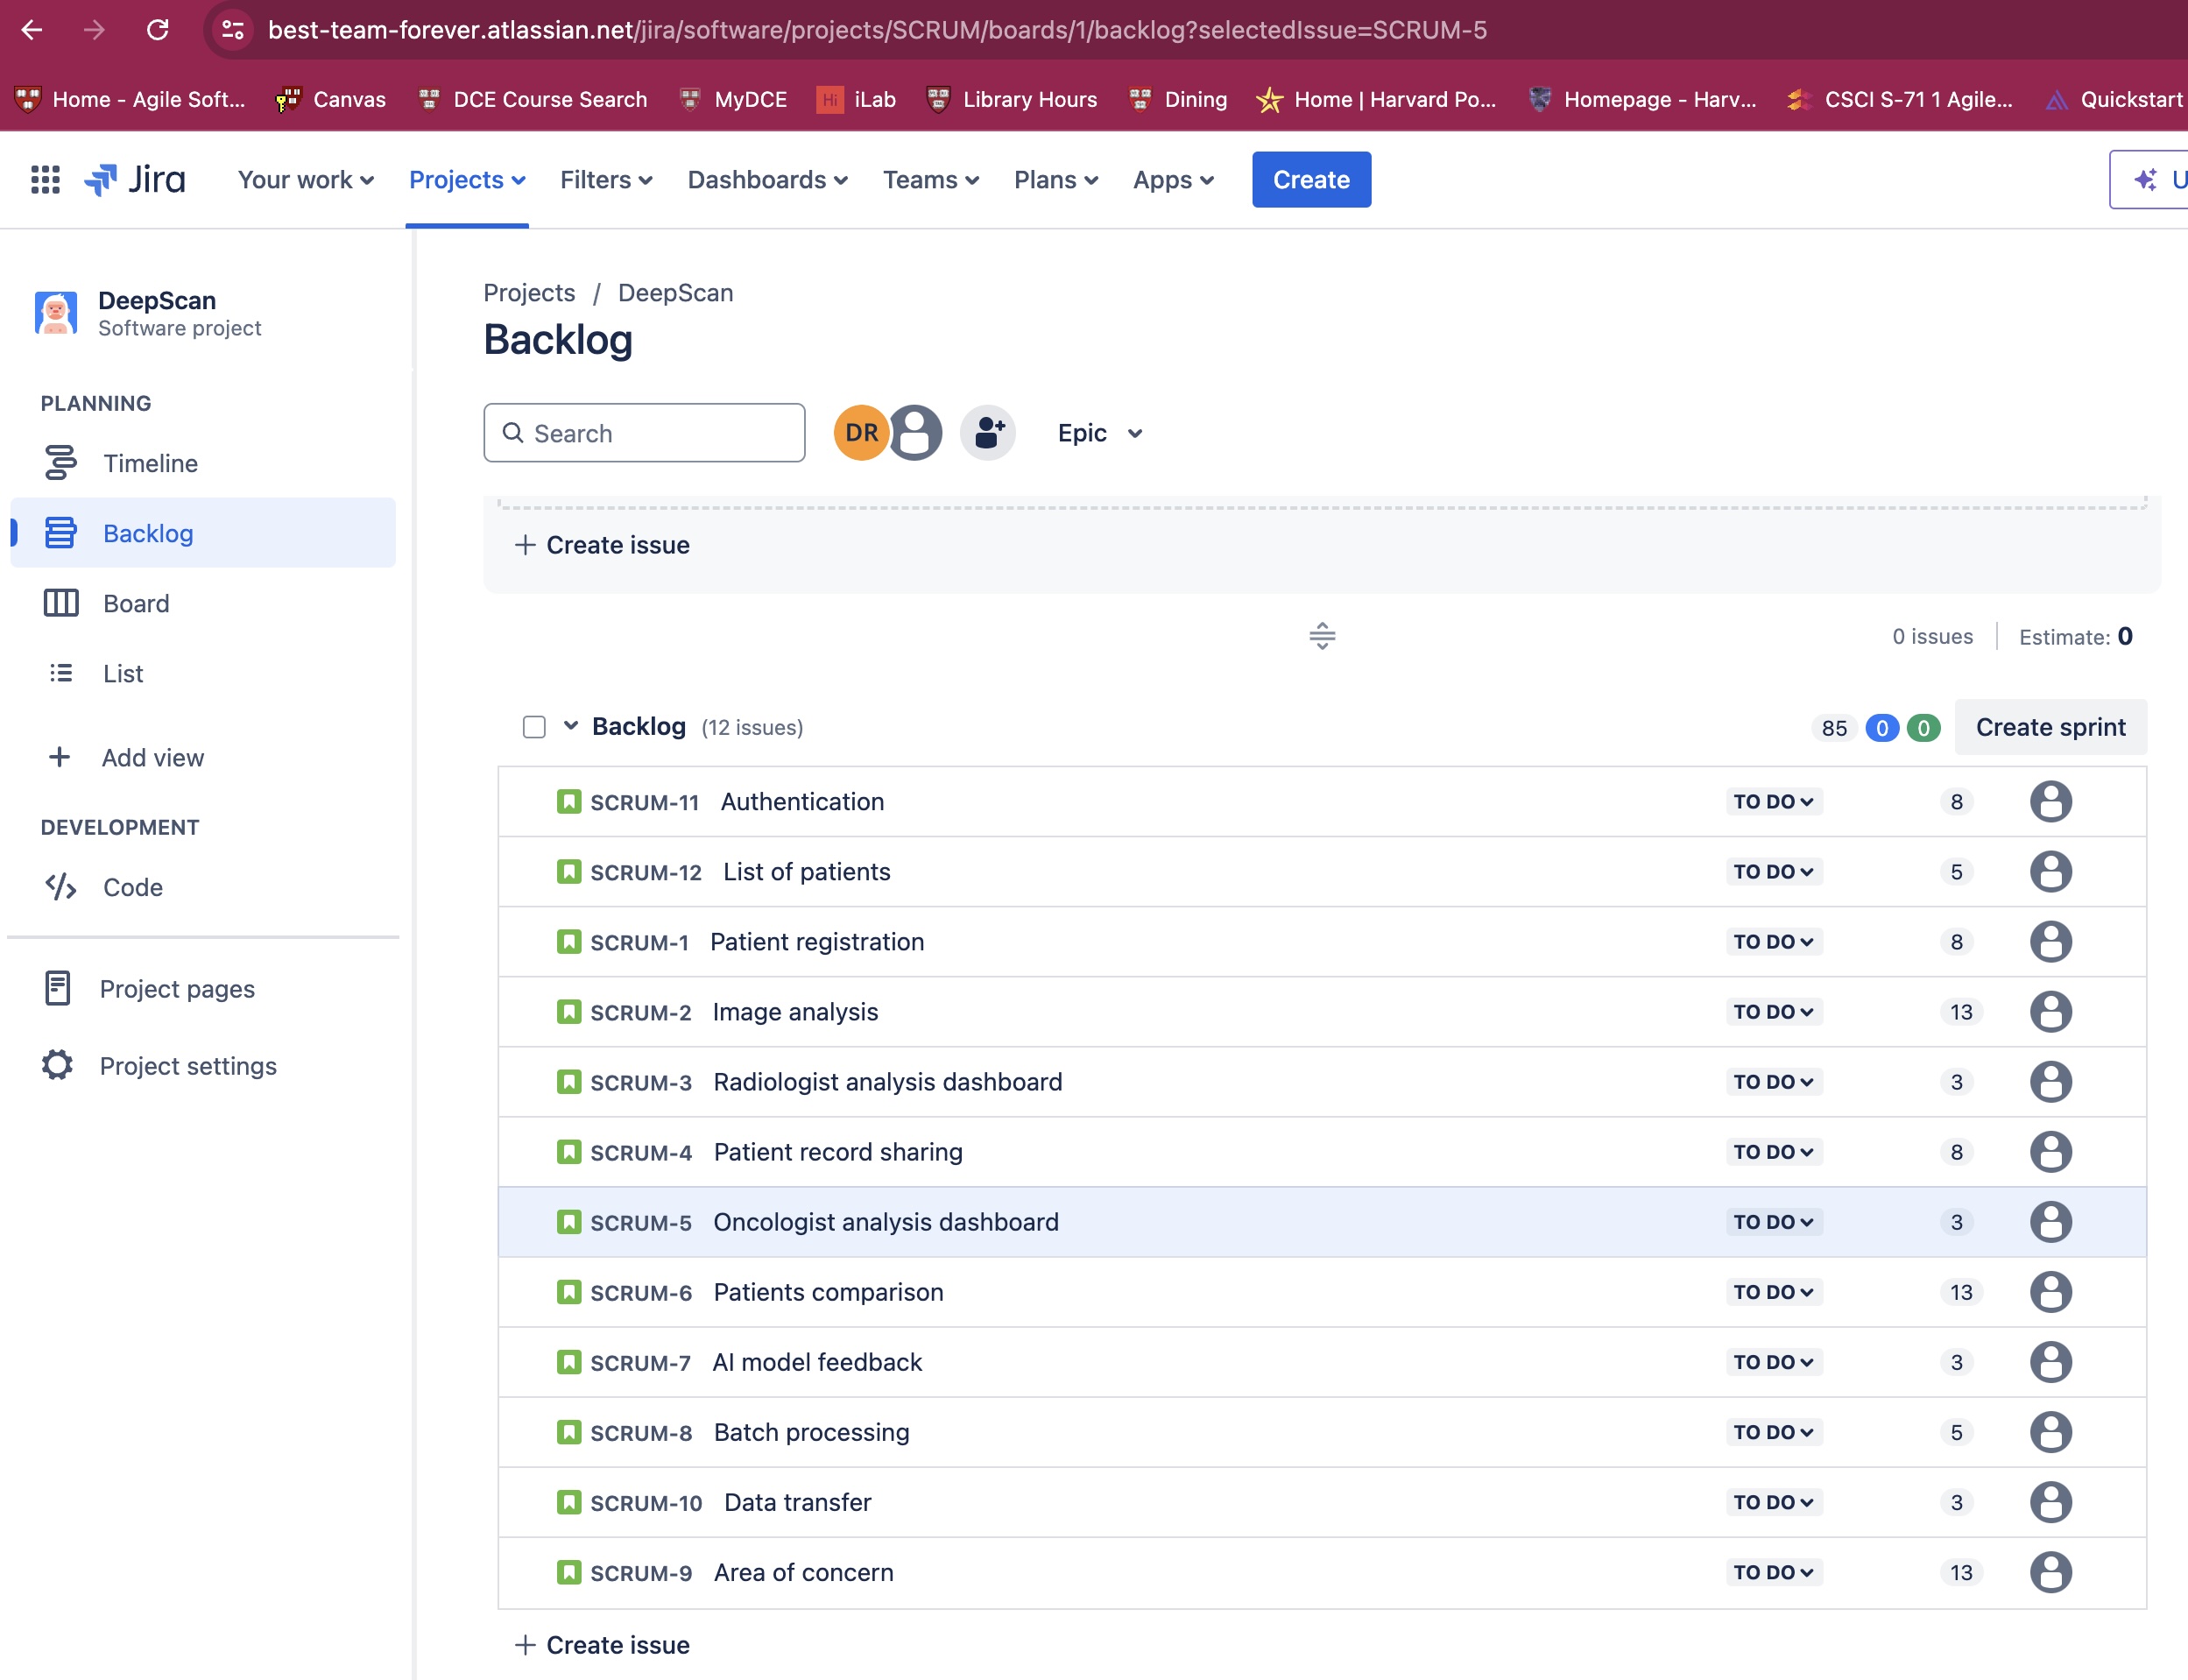 best-team-forever.atlassian.net/jira/software/projects/SCRUM/boards/1/backlog?selectedIssue=SCRUM-5
Home - Agile Soft... Canvas DCE Course Search MyDCE Hi iLab Library Hours Dining Home | Harvard Po... Homepage - Harv... CSCI S-71 1 Agile... Quickstart
Jira Your work Projects Filters Dashboards Teams Plans Apps Create U
DeepScan
Software project
PLANNING
Timeline
Backlog
Board
List
Add view
DEVELOPMENT
Code
Project pages
Project settings
Projects / DeepScan
Backlog
Search DR Epic
+ Create issue
0 issues Estimate: 0
Backlog (12 issues) 85 0 0 Create sprint
SCRUM-11 Authentication TO DO 8
SCRUM-12 List of patients TO DO 5
SCRUM-1 Patient registration TO DO 8
SCRUM-2 Image analysis TO DO 13
SCRUM-3 Radiologist analysis dashboard TO DO 3
SCRUM-4 Patient record sharing TO DO 8
SCRUM-5 Oncologist analysis dashboard TO DO 3
SCRUM-6 Patients comparison TO DO 13
SCRUM-7 AI model feedback TO DO 3
SCRUM-8 Batch processing TO DO 5
SCRUM-10 Data transfer TO DO 3
SCRUM-9 Area of concern TO DO 13
+ Create issue